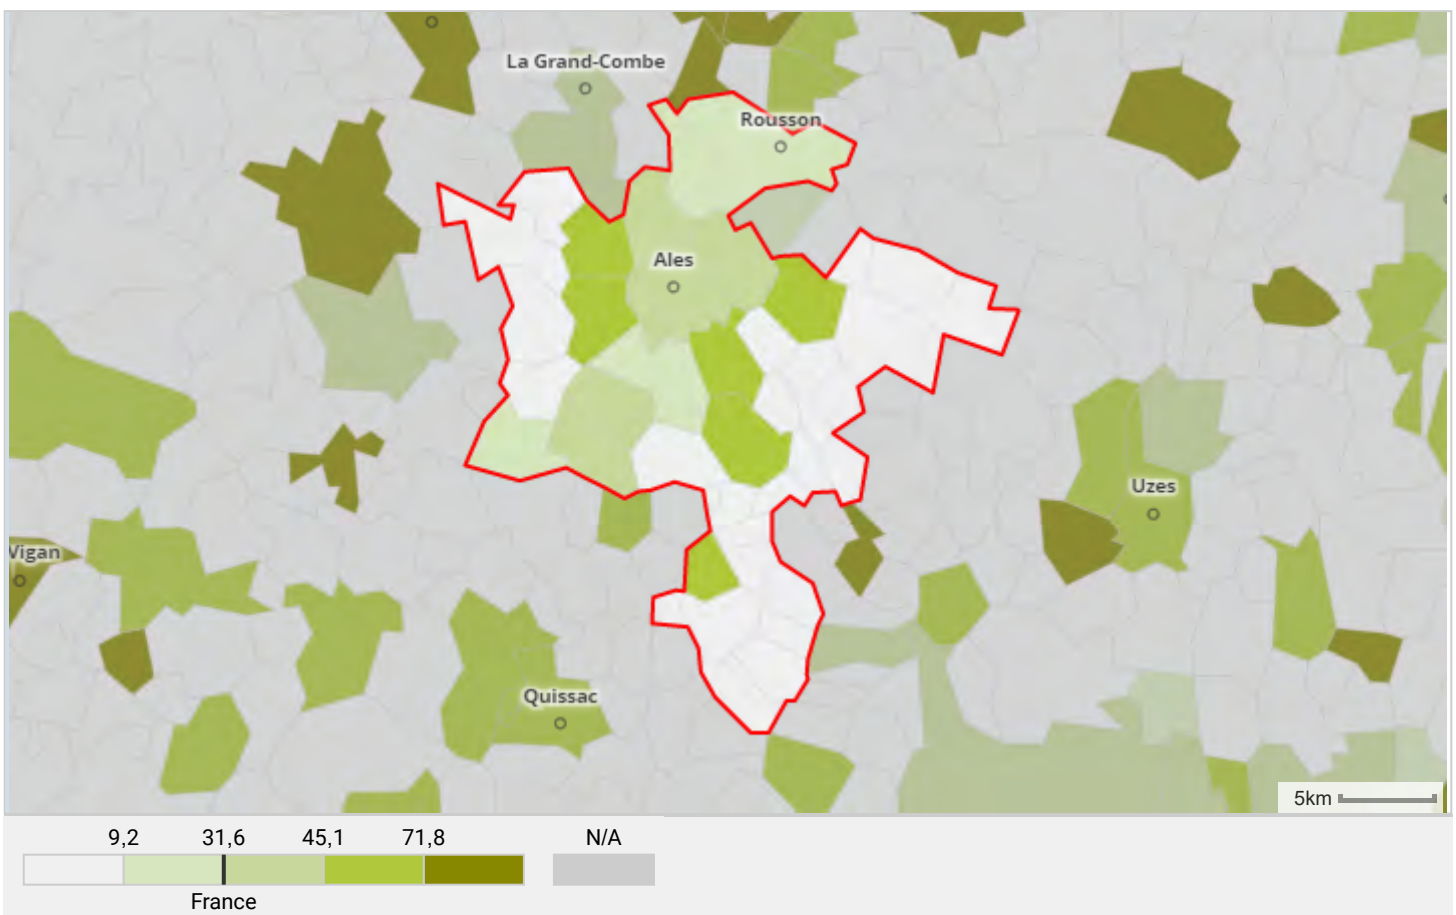 La Grand-Combe
Rousson
Ales
Uzes
Vigan
Quissac
5km
9,2 31,6 45,1 71,8 N/A
France